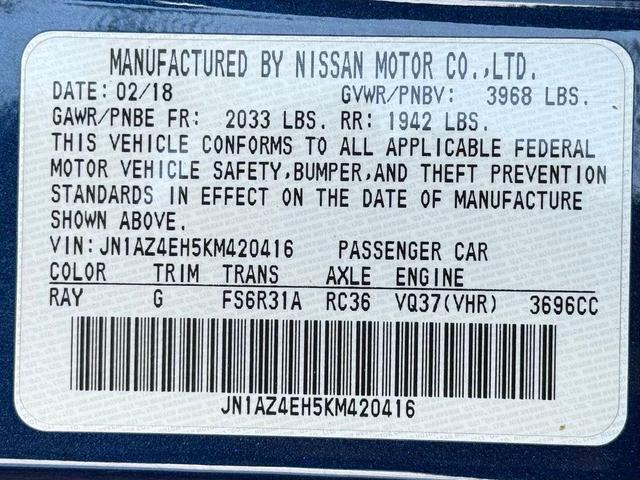 MANUFACTURED BY NISSAN MOTOR CO.,LTD.
DATE: 02/18 GVWR/PNBV: 3968 LBS.
GAWR/PNBE FR: 2033 LBS. RR: 1942 LBS.
THIS VEHICLE CONFORMS TO ALL APPLICABLE FEDERAL
MOTOR VEHICLE SAFETY,BUMPER,AND THEFT PREVENTION
STANDARDS IN EFFECT ON THE DATE OF MANUFACTURE
SHOWN ABOVE.
VIN:JN1AZ4EH5KM420416 PASSENGER CAR
COLOR TRIM TRANS AXLE ENGINE
RAY G FS6R31A RC36 VQ37(VHR) 3696CC
JN1AZ4EH5KM420416